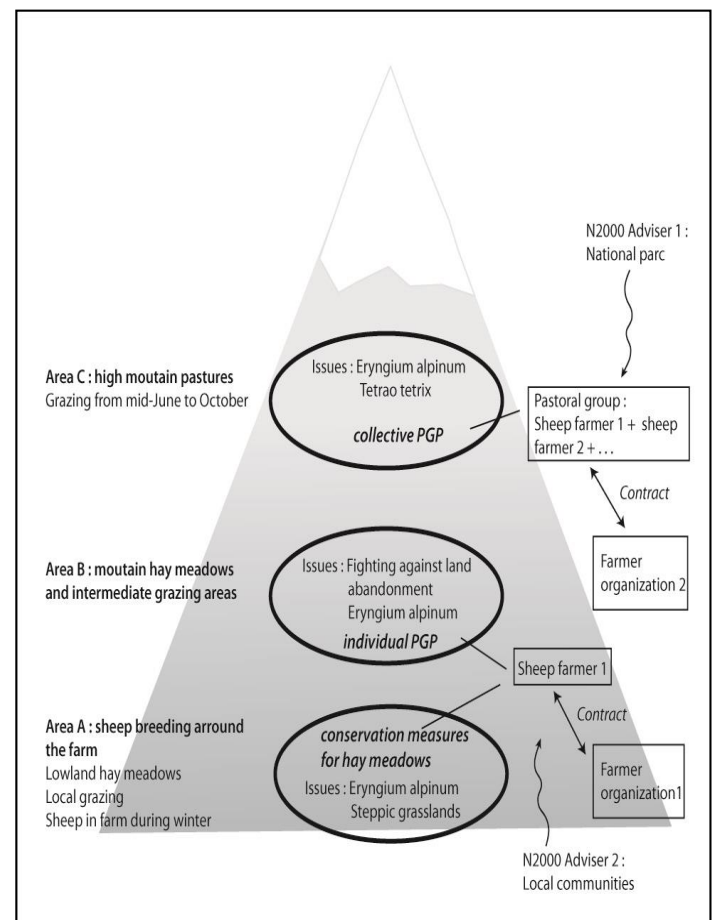 N2000 Adviser 1 :
National parc
Area C : high moutain pastures
Grazing from mid-June to October
Issues : Eryngium alpinum
Tetrao tetrix
collective PGP
Pastoral group :
Sheep farmer 1 + sheep
farmer 2 + ...
Contract
Farmer
organization 2
Area B : moutain hay meadows
and intermediate grazing areas
Issues : Fighting against land
abandonment
Eryngium alpinum
individual PGP
Sheep farmer 1
Contract
Farmer
organization1
Area A : sheep breeding arround
the farm
Lowland hay meadows
Local grazing
Sheep in farm during winter
conservation measures
for hay meadows
Issues : Eryngium alpinum
Steppic grasslands
N2000 Adviser 2 :
Local communities